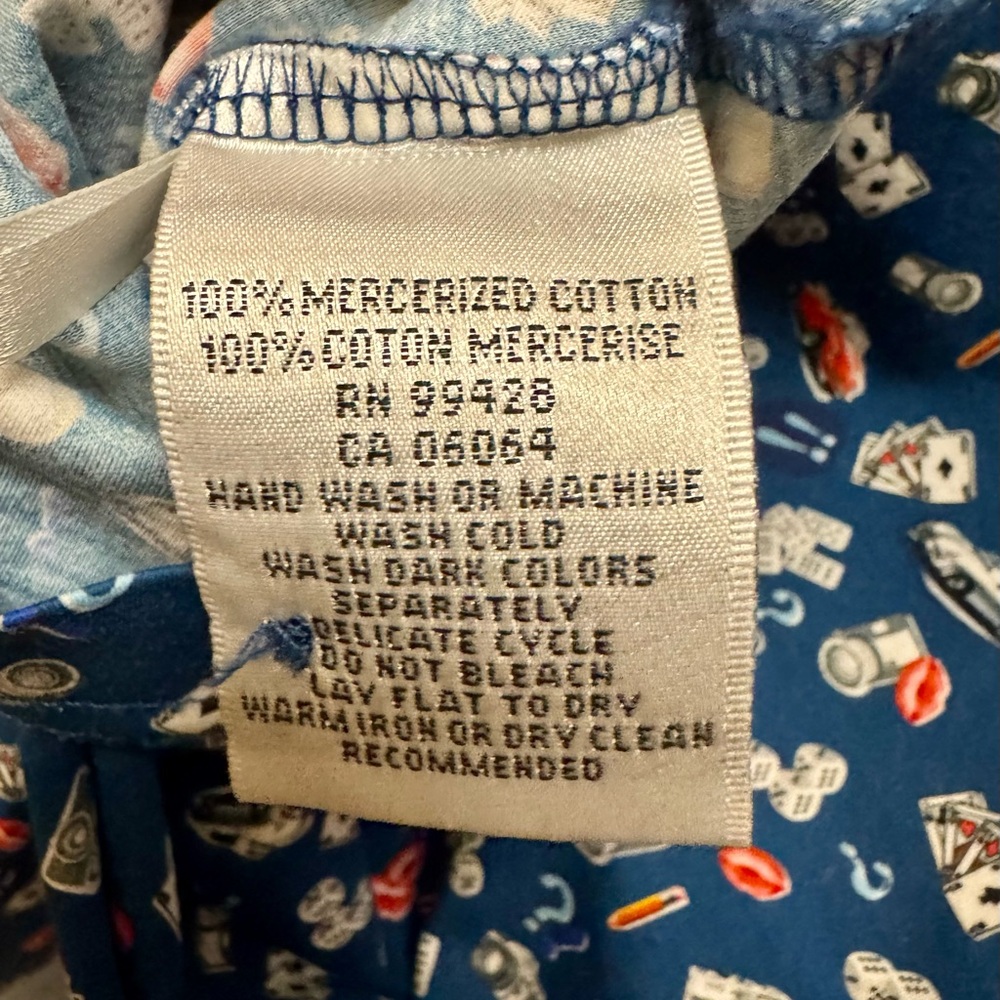 100% MERCERIZED COTTON
100% COTON MERCERISE
RN 99428
CA 06064
HAND WASH OR MACHINE
WASH COLD
WASH DARK COLORS
SEPARATELY
DELICATE CYCLE
DO NOT BLEACH
LAY FLAT TO DRY
WARM IRON OR DRY CLEAN
RECOMMENDED